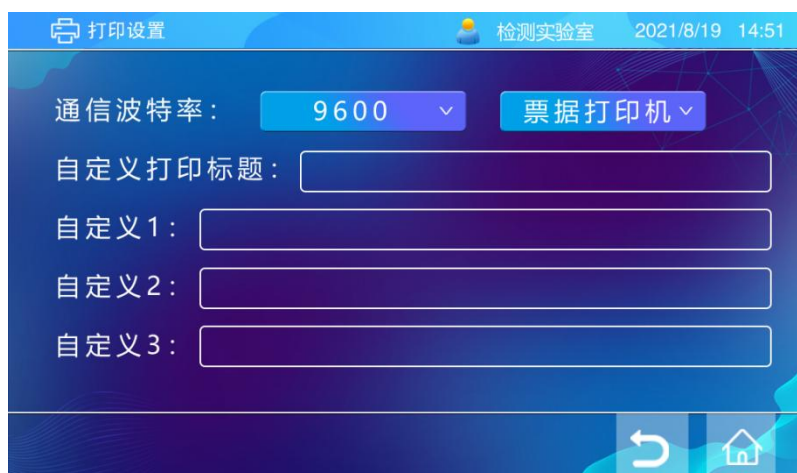 打印设置 检测实验室 2021/8/19 14:51
通信波特率： 9600 票据打印机
自定义打印标题：
自定义1：
自定义2：
自定义3：